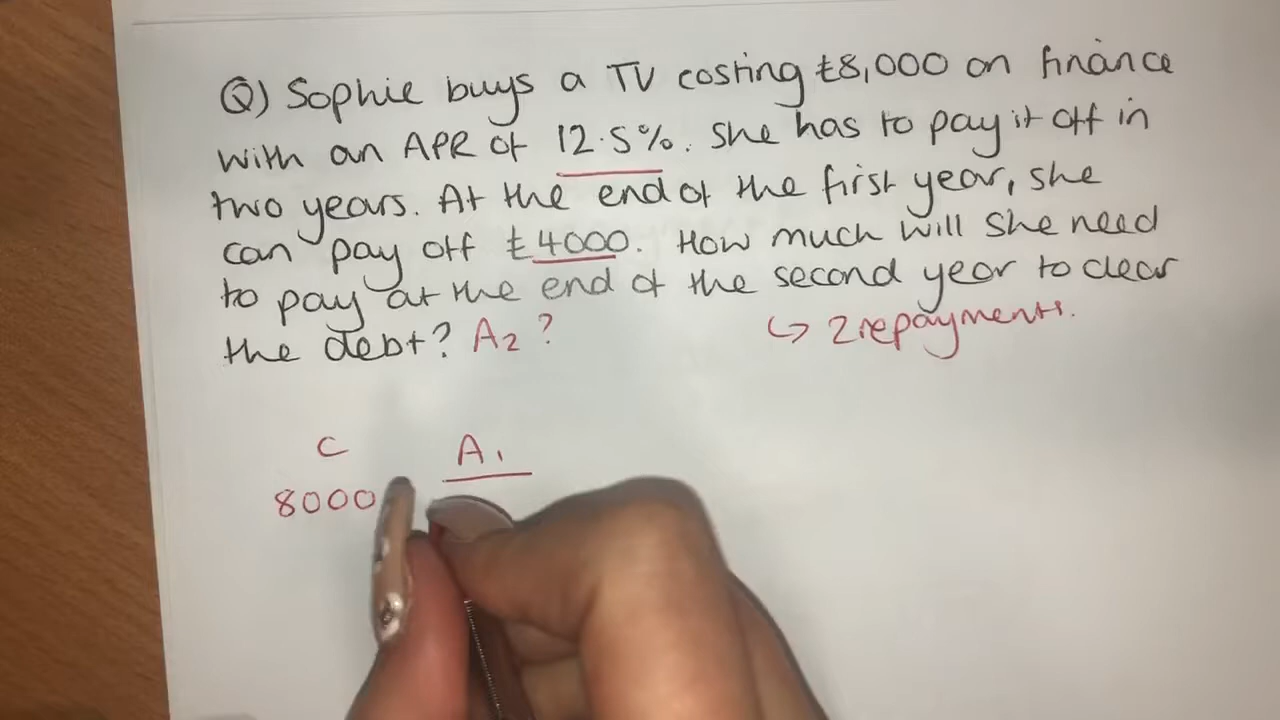 Q) Sophie buys a TV costing £8,000 on finance
with an APR of 12.5%. She has to pay it off in
two years. At the end of the first year, she
can pay off £4000. How much will she need
to pay at the end of the second year to clear
the debt? A₂ ? ↳ 2 repayments.
C A₁
8000